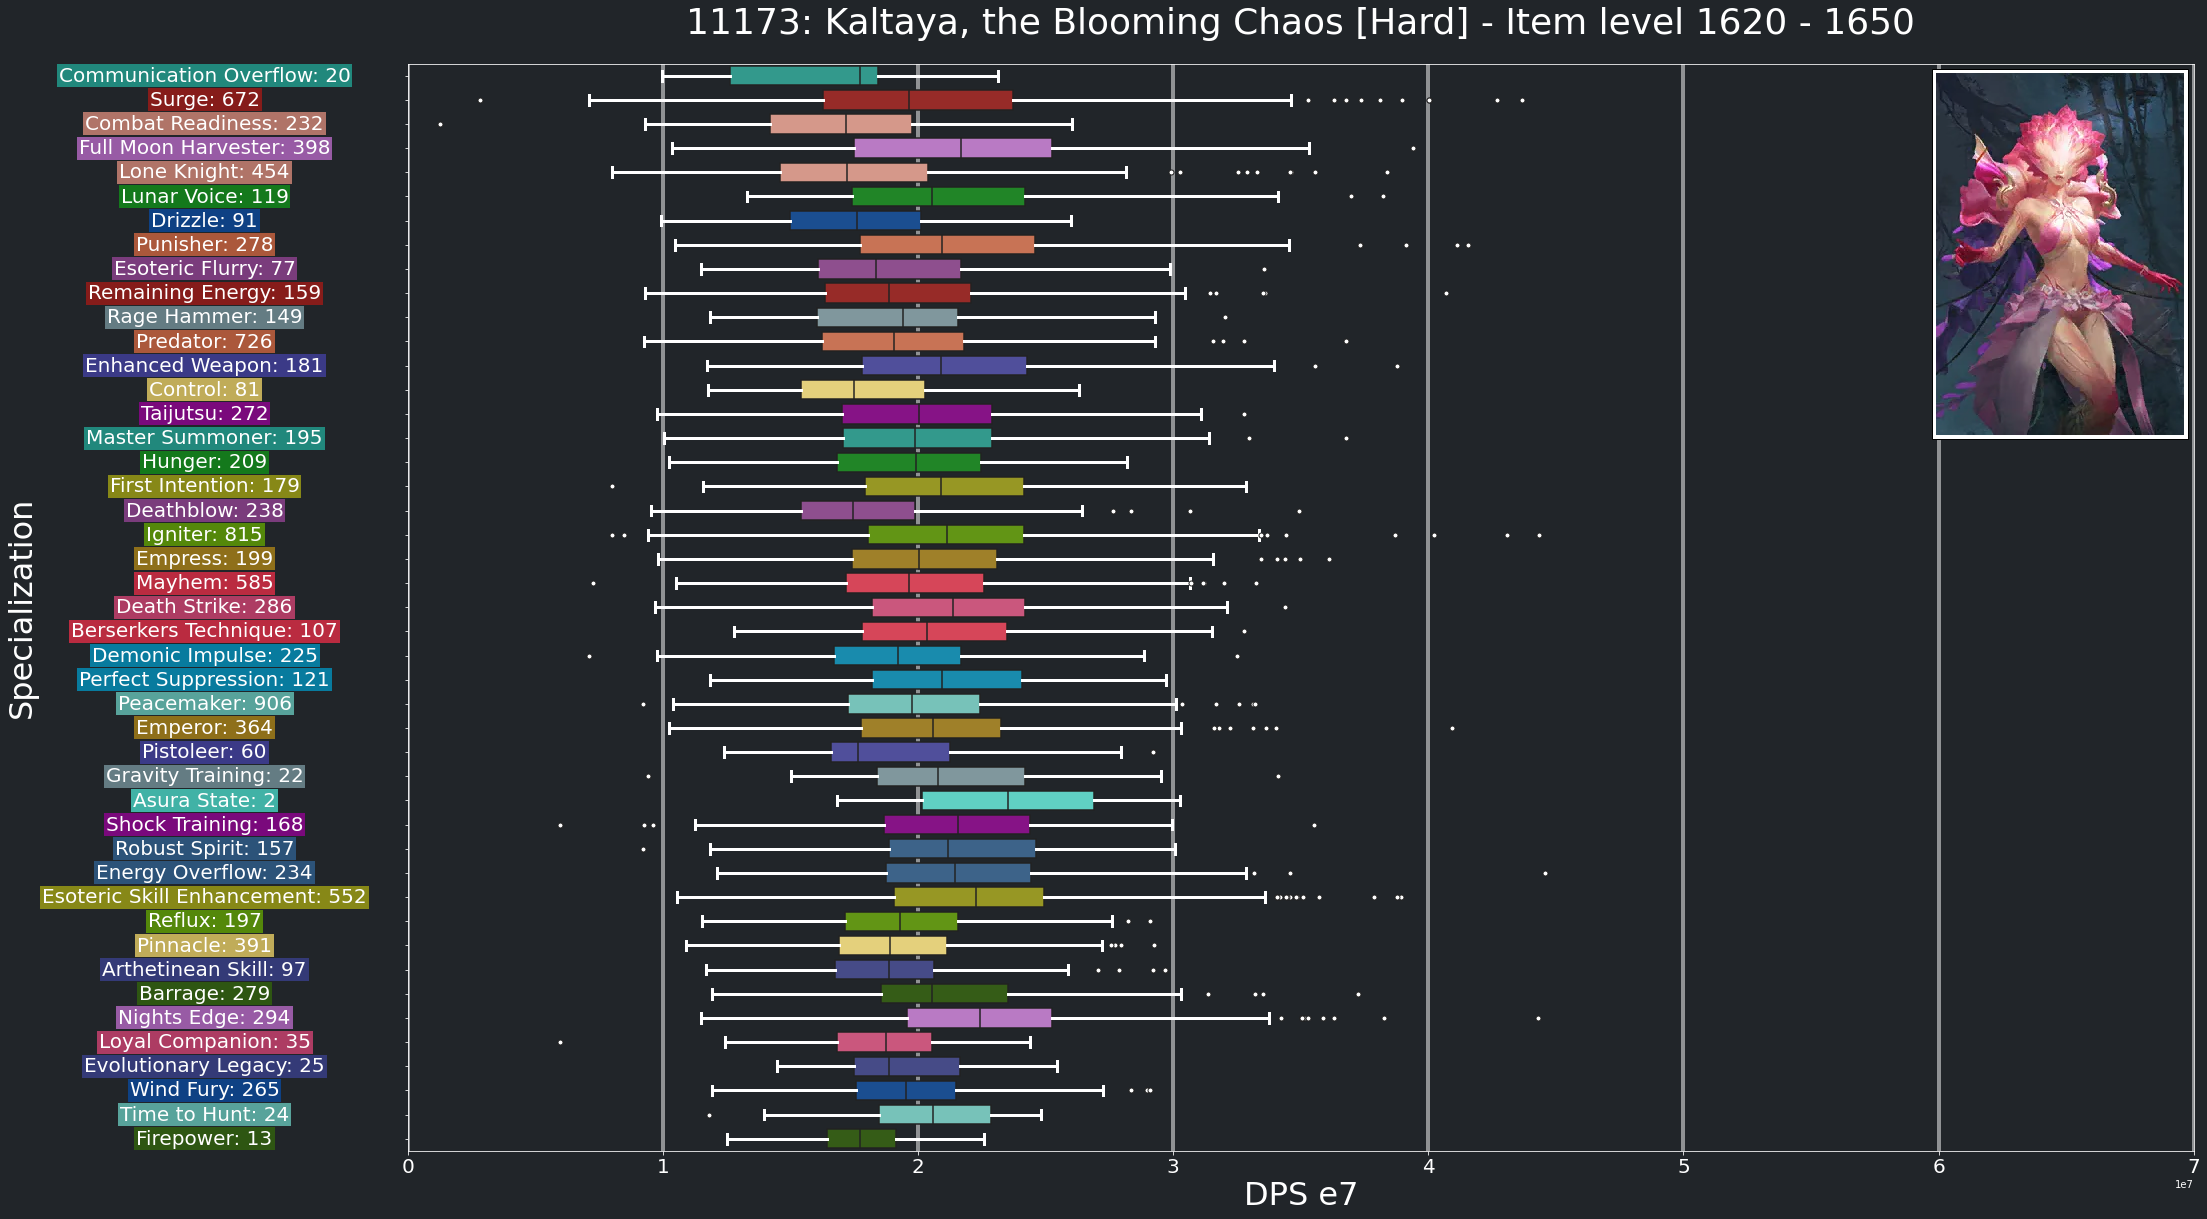 11173: Kaltaya, the Blooming Chaos [Hard] - Item level 1620 - 1650
Communication Overflow: 20
Surge: 672
Combat Readiness: 232
Full Moon Harvester: 398
Lone Knight: 454
Lunar Voice: 119
Drizzle: 91
Punisher: 278
Esoteric Flurry: 77
Remaining Energy: 159
Rage Hammer: 149
Predator: 726
Enhanced Weapon: 181
Control: 81
Taijutsu: 272
Master Summoner: 195
Hunger: 209
First Intention: 179
Deathblow: 238
Igniter: 815
Empress: 199
Mayhem: 585
Death Strike: 286
Berserkers Technique: 107
Demonic Impulse: 225
Perfect Suppression: 121
Peacemaker: 906
Emperor: 364
Pistoleer: 60
Gravity Training: 22
Asura State: 2
Shock Training: 168
Robust Spirit: 157
Energy Overflow: 234
Esoteric Skill Enhancement: 552
Reflux: 197
Pinnacle: 391
Arthetinean Skill: 97
Barrage: 279
Nights Edge: 294
Loyal Companion: 35
Evolutionary Legacy: 25
Wind Fury: 265
Time to Hunt: 24
Firepower: 13
Specialization
0 1 2 3 4 5 6 7
DPS e7
1e7